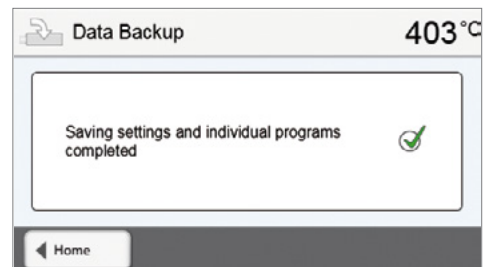 Data Backup 403°C
Saving settings and individual programs
completed
Home